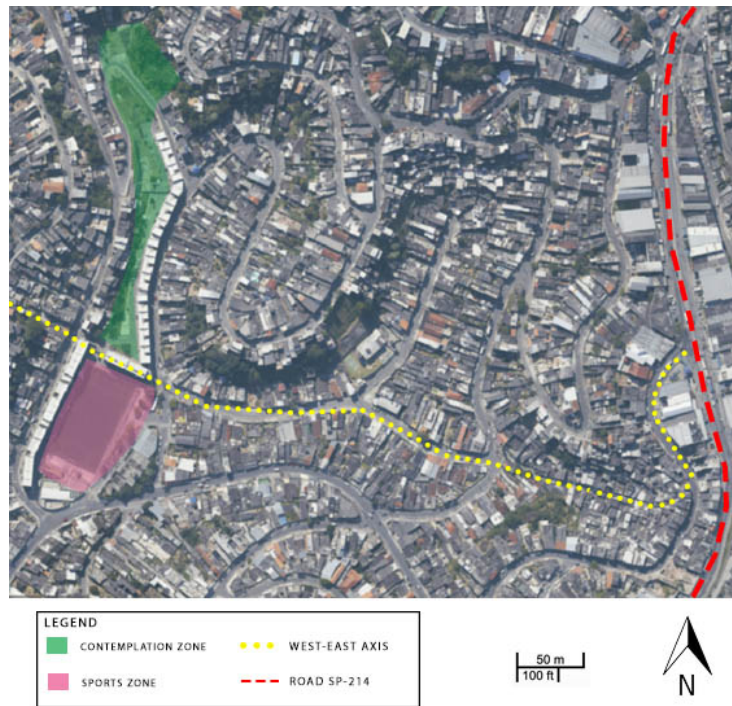 LEGEND
CONTEMPLATION ZONE
WEST-EAST AXIS
SPORTS ZONE
ROAD SP-214
50 m
100 ft
N